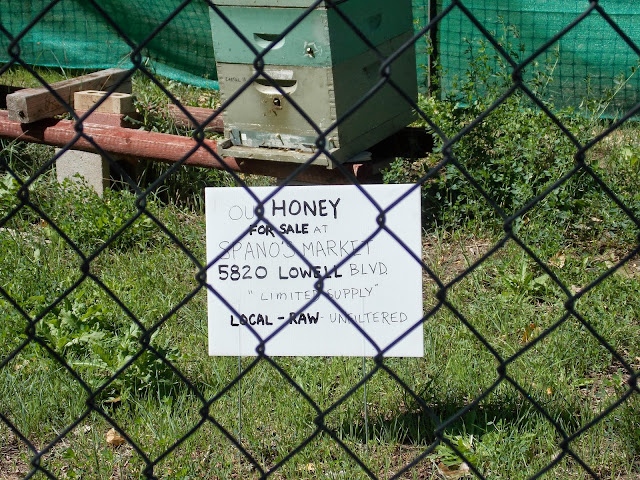 OUR HONEY
FOR SALE AT
SPANO'S MARKET
5820 LOWELL BLVD.
"LIMITED SUPPLY"
LOCAL - RAW - UNFILTERED